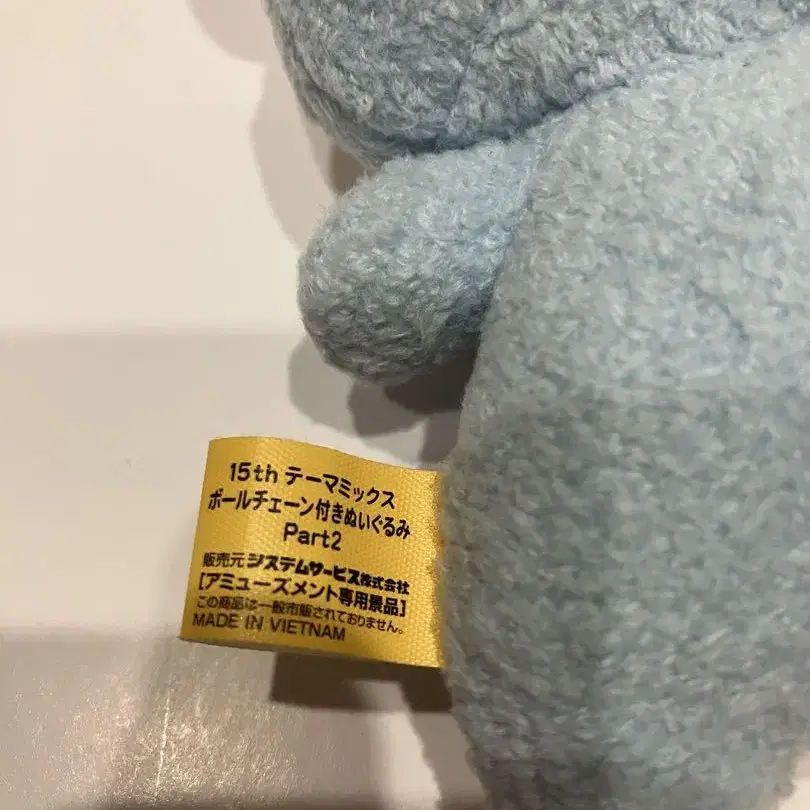 15th テーマミックス
ボールチェーン付きぬいぐるみ
Part2
販売元 システムサービス株式会社
[アミューズメント専用景品]
この商品は一般市販されておりません。
MADE IN VIETNAM